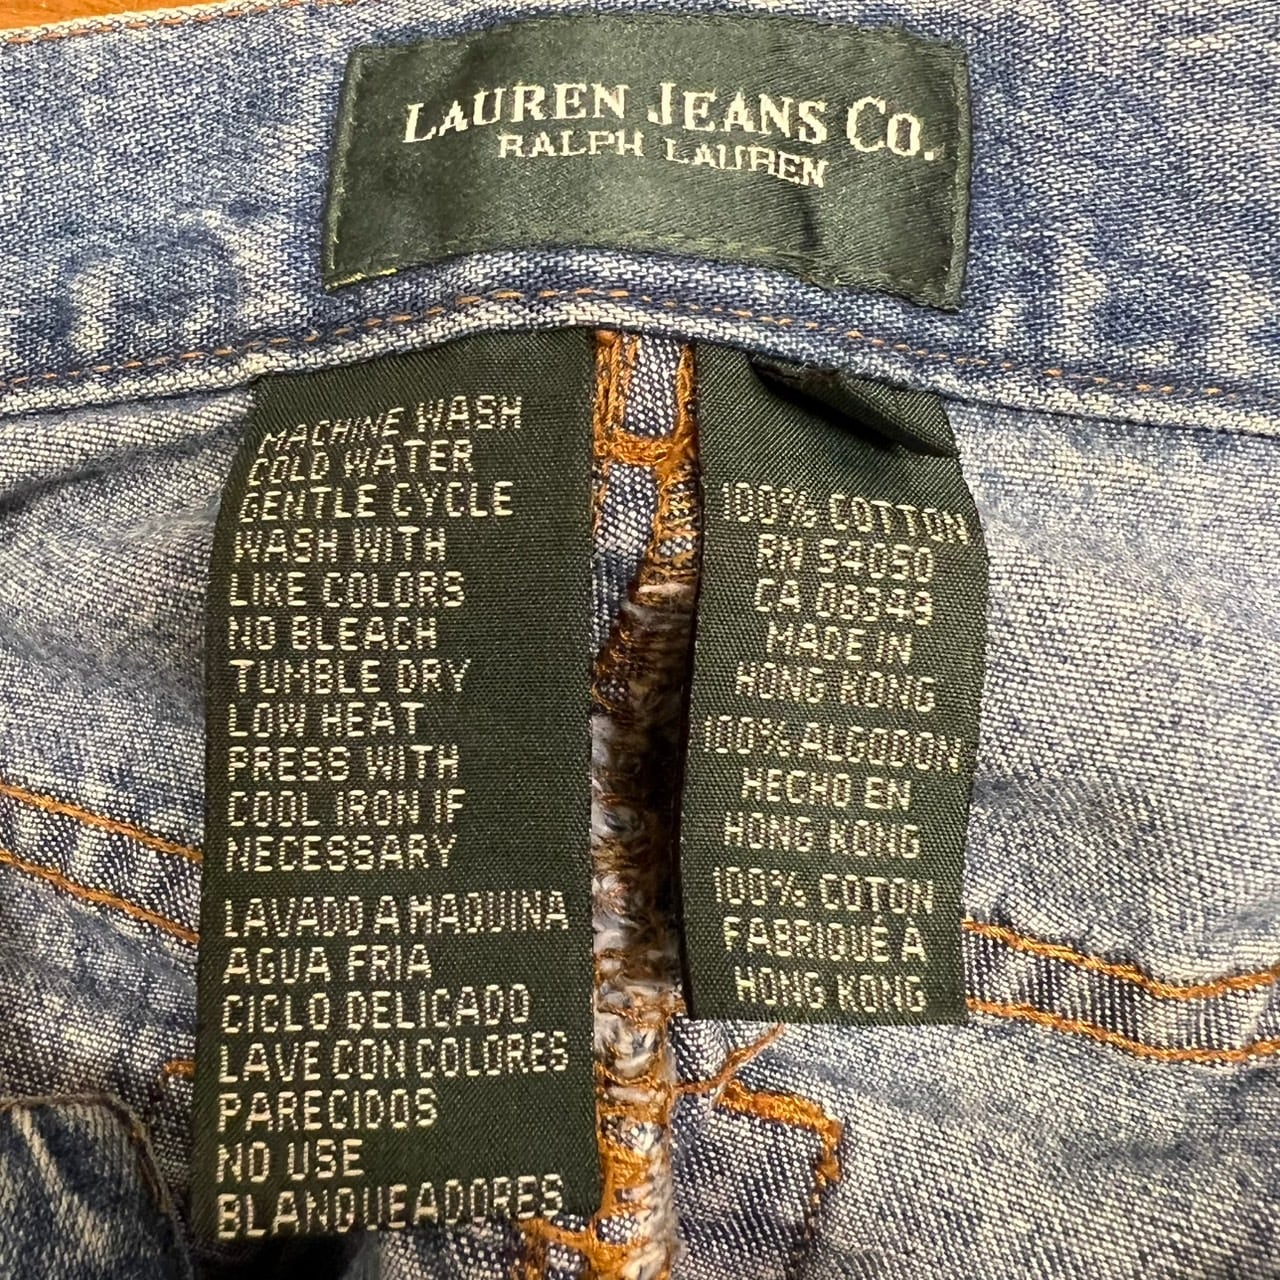 LAUREN JEANS CO.
RALPH LAUREN
MACHINE WASH
COLD WATER
GENTLE CYCLE
WASH WITH
LIKE COLORS
NO BLEACH
TUMBLE DRY
LOW HEAT
PRESS WITH
COOL IRON IF
NECESSARY
LAVADO A MAQUINA
AGUA FRIA
CICLO DELICADO
LAVE CON COLORES
PARECIDOS
NO USE
BLANQUEADORES
100% COTTON
RN 54050
CA 08349
MADE IN
HONG KONG
100% ALGODON
HECHO EN
HONG KONG
100% COTON
FABRIQUÉ À
HONG KONG